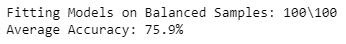 Fitting Models on Balanced Samples: 100\100
Average Accuracy: 75.9%